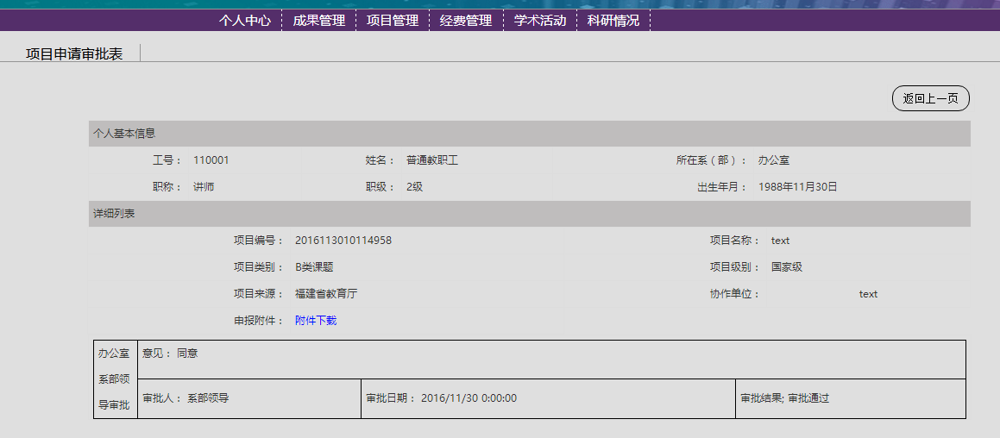 个人中心 成果管理 项目管理 经费管理 学术活动 科研情况
项目申请审批表
返回上一页
个人基本信息
工号： 110001 姓名： 普通教职工 所在系（部）： 办公室
职称： 讲师 职级： 2级 出生年月： 1988年11月30日
详细列表
项目编号： 2016113010114958 项目名称： text
项目类别： B类课题 项目级别： 国家级
项目来源： 福建省教育厅 协作单位： text
申报附件： 附件下载
办公室 意见： 同意
系部领
导审批 审批人： 系部领导 审批日期： 2016/11/30 0:00:00 审批结果; 审批通过